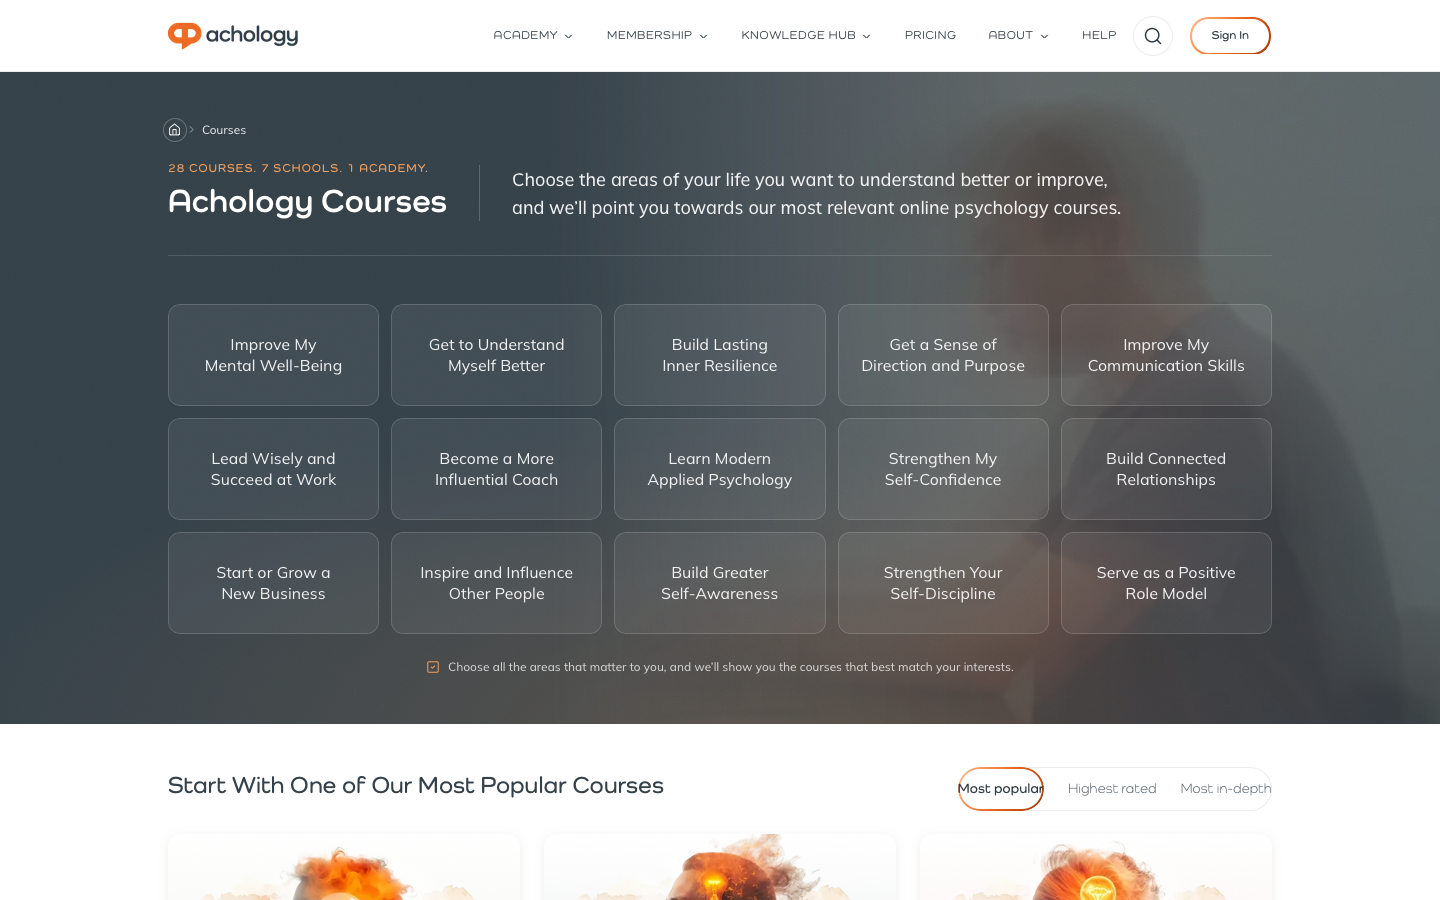 achology
ACADEMY
MEMBERSHIP
KNOWLEDGE HUB
PRICING
ABOUT
HELP
Sign In
Courses
28 COURSES. 7 SCHOOLS. 1 ACADEMY.
Achology Courses
Choose the areas of your life you want to understand better or improve,
and we'll point you towards our most relevant online psychology courses.
Improve My
Mental Well-Being
Get to Understand
Myself Better
Build Lasting
Inner Resilience
Get a Sense of
Direction and Purpose
Improve My
Communication Skills
Lead Wisely and
Succeed at Work
Become a More
Influential Coach
Learn Modern
Applied Psychology
Strengthen My
Self-Confidence
Build Connected
Relationships
Start or Grow a
New Business
Inspire and Influence
Other People
Build Greater
Self-Awareness
Strengthen Your
Self-Discipline
Serve as a Positive
Role Model
Choose all the areas that matter to you, and we'll show you the courses that best match your interests.
Start With One of Our Most Popular Courses
Most popular
Highest rated
Most in-depth